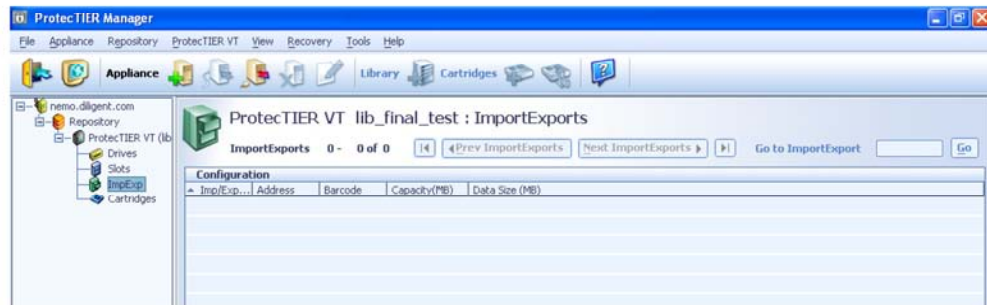 ProtecTIER Manager
File Appliance Repository ProtecTIER VT View Recovery Tools Help
Appliance Library Cartridges
nemo.diligent.com
Repository
ProtecTIER VT (lib
Drives
Slots
ImpExp
Cartridges
ProtecTIER VT lib_final_test : ImportExports
ImportExports 0 - 0 of 0 Prev ImportExports Next ImportExports Go to ImportExport Go
Configuration
Imp/Exp... Address Barcode Capacity(MB) Data Size (MB)